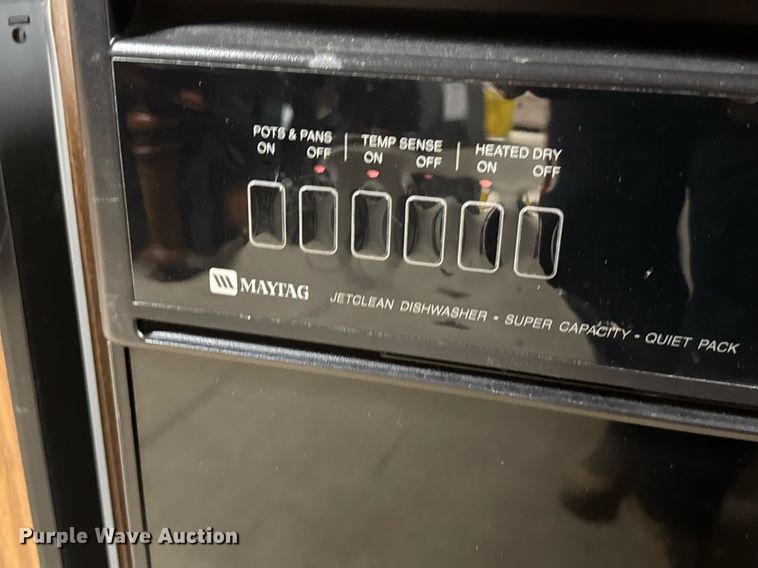 POTS & PANS TEMP SENSE HEATED DRY
ON OFF ON OFF ON OFF
MAYTAG JETCLEAN DISHWASHER - SUPER CAPACITY - QUIET PACK
Purple Wave Auction